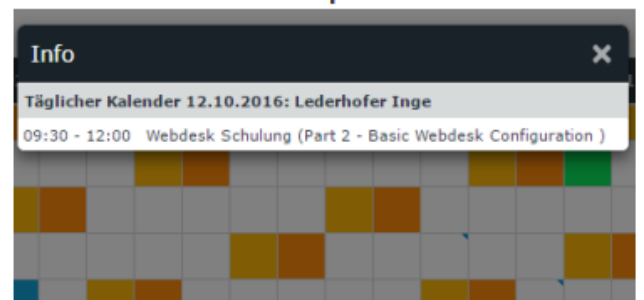 Info
Täglicher Kalender 12.10.2016: Lederhofer Inge
09:30 - 12:00 Webdesk Schulung (Part 2 - Basic Webdesk Configuration )